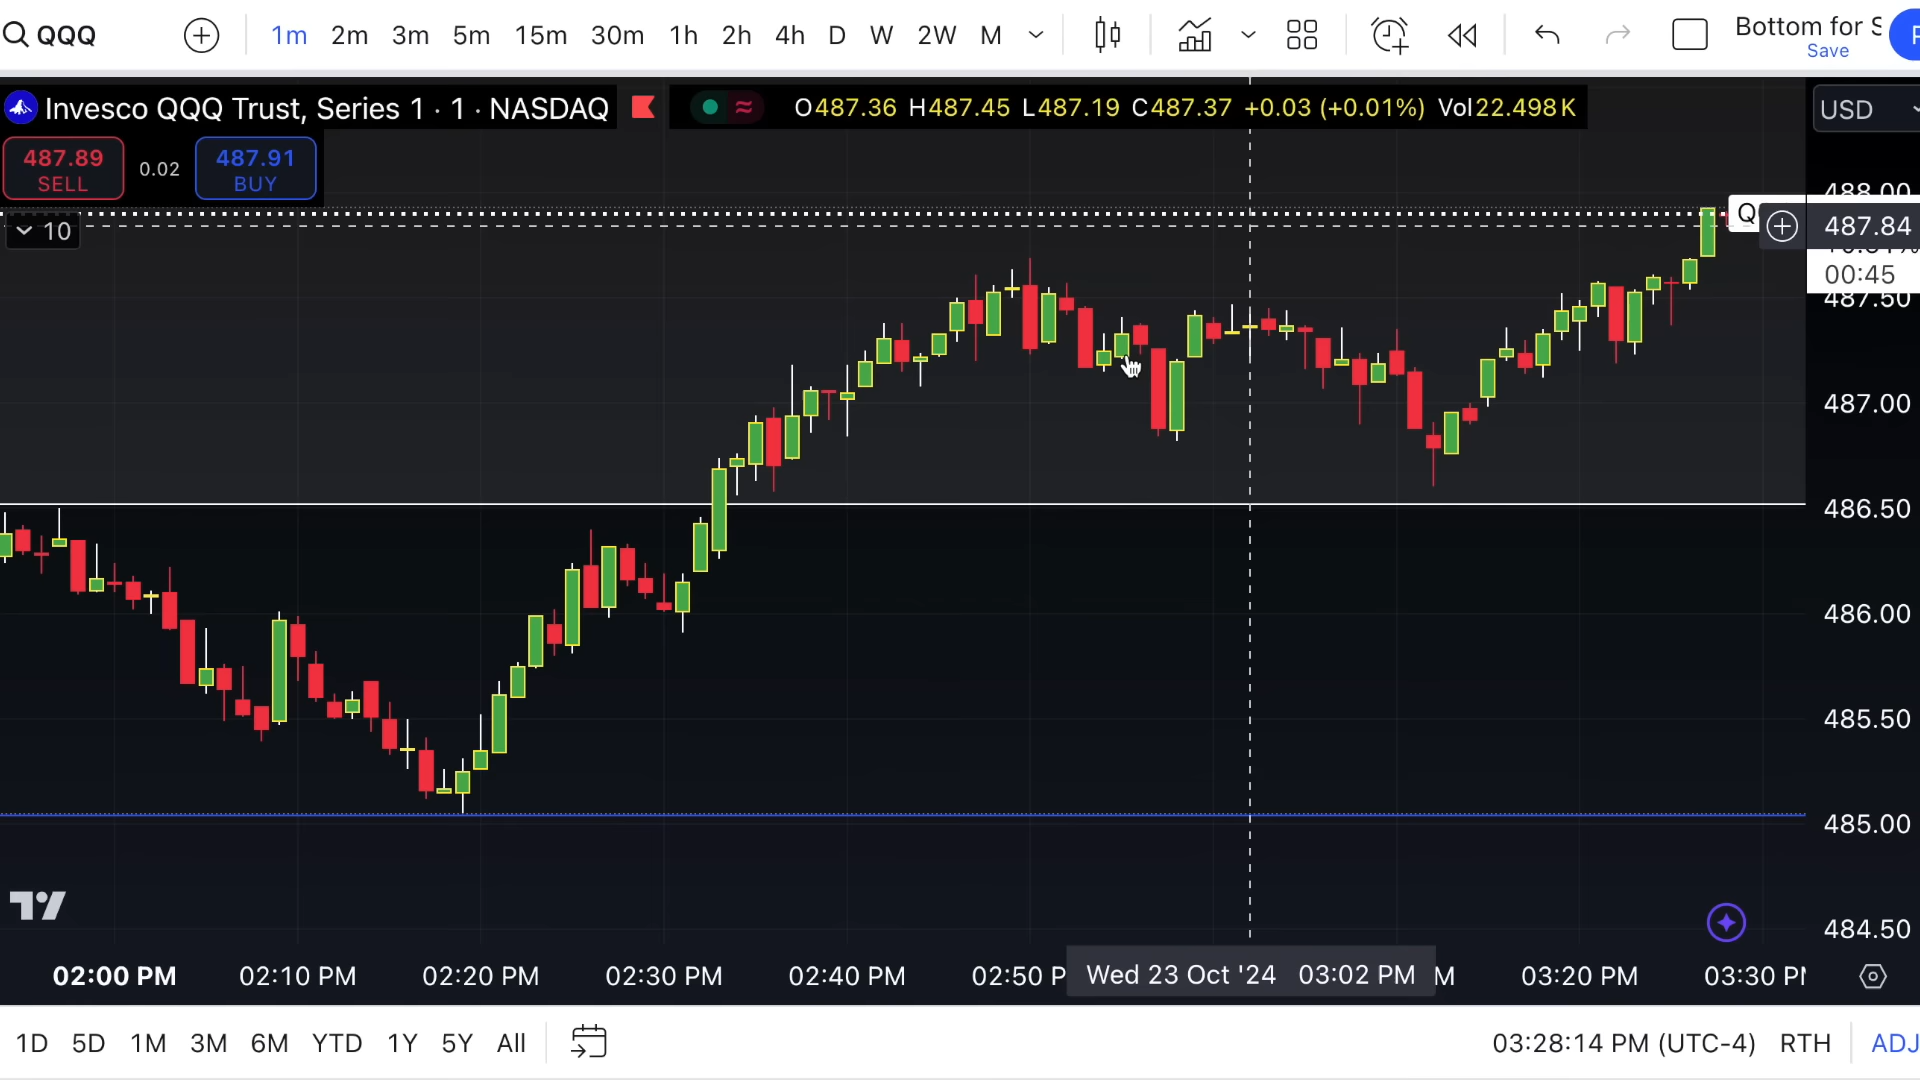 QQQ 1m 2m 3m 5m 15m 30m 1h 2h 4h D W 2W M Bottom for S
Save
Invesco QQQ Trust, Series 1 · 1 · NASDAQ O487.36 H487.45 L487.19 C487.37 +0.03 (+0.01%) Vol22.498K USD
487.89 0.02 487.91
SELL BUY
488.00
Q
487.84
10
00:45
487.50
487.00
486.50
486.00
485.50
485.00
484.50
02:00 PM 02:10 PM 02:20 PM 02:30 PM 02:40 PM 02:50 P Wed 23 Oct '24 03:02 PM M 03:20 PM 03:30 PM
1D 5D 1M 3M 6M YTD 1Y 5Y All 03:28:14 PM (UTC-4) RTH ADJ